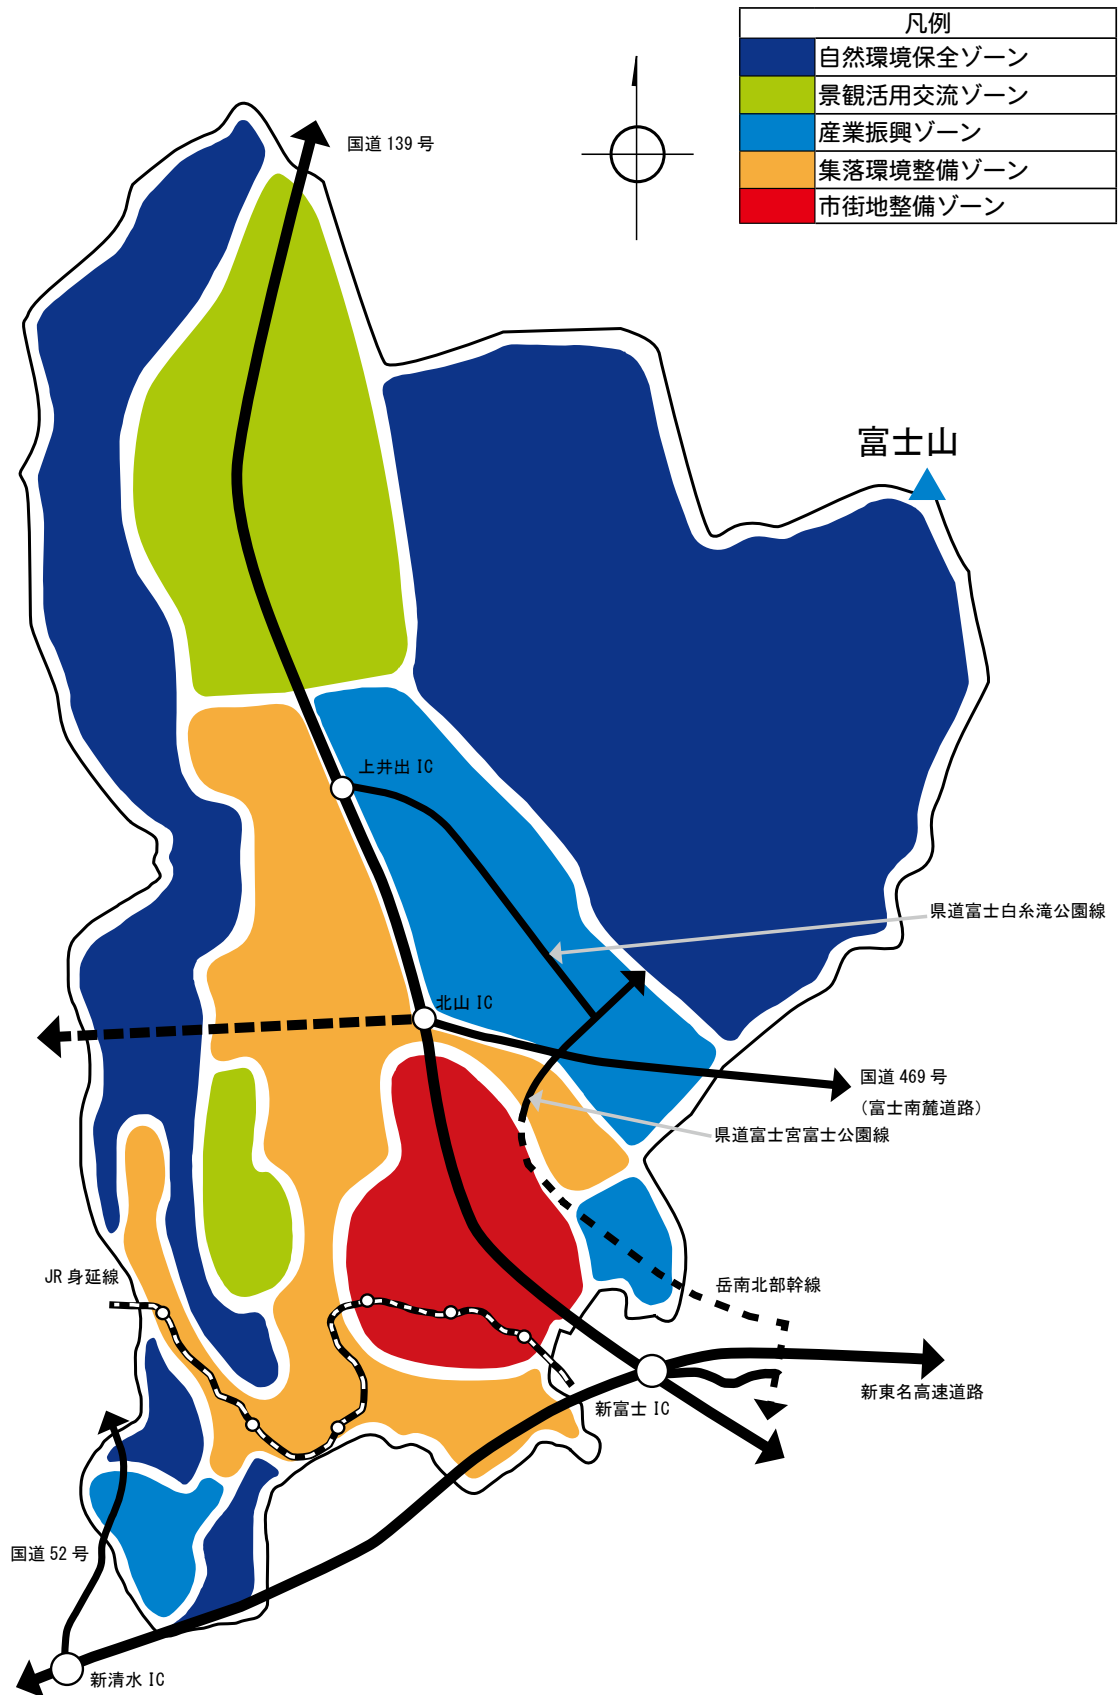 凡例
自然環境保全ゾーン
景観活用交流ゾーン
産業振興ゾーン
集落環境整備ゾーン
市街地整備ゾーン
国道 139 号
富士山
上井出 IC
県道富士白糸滝公園線
北山 IC
国道 469 号
（富士南麓道路）
県道富士宮富士公園線
JR 身延線
岳南北部幹線
新東名高速道路
新富士 IC
国道 52 号
新清水 IC